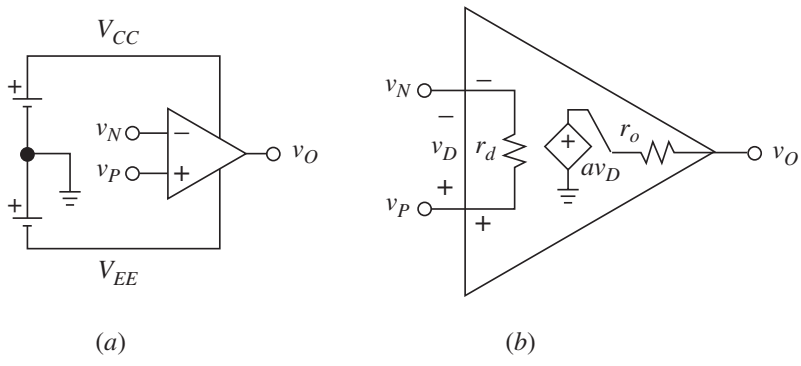 V_CC
+
v_N
−
v_P
+
v_O
+
V_EE
(a)
v_N
−
−
v_D
r_d
+
v_P
+
+
av_D
r_o
v_O
(b)